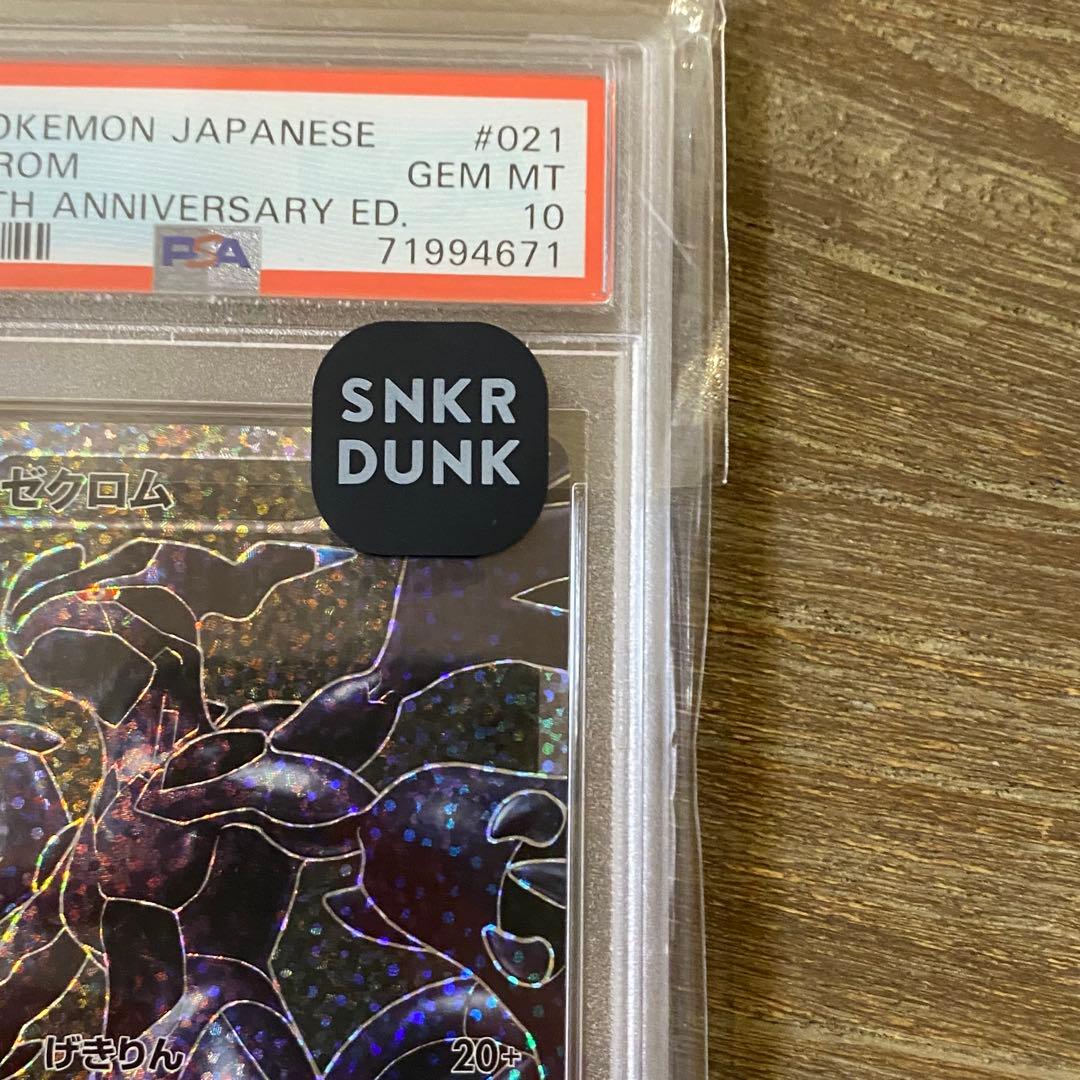 OKEMON JAPANESE #021
ROM GEM MT
TH ANNIVERSARY ED. 10
PSA 71994671
SNKR
DUNK
ゼクロム
げきりん 20+